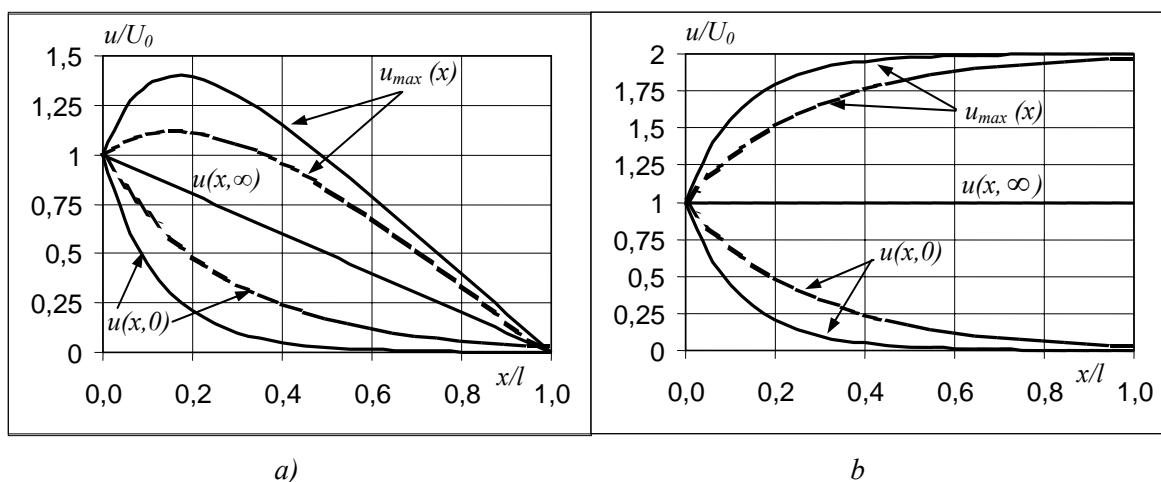 u/U₀
1,5
1,25
1
0,75
0,5
0,25
0
u_max (x)
u(x,∞)
u(x,0)
x/l
0,0 0,2 0,4 0,6 0,8 1,0
a)
u/U₀
2
1,75
1,5
1,25
1
0,75
0,5
0,25
0
u_max (x)
u(x, ∞)
u(x,0)
x/l
0,0 0,2 0,4 0,6 0,8 1,0
b